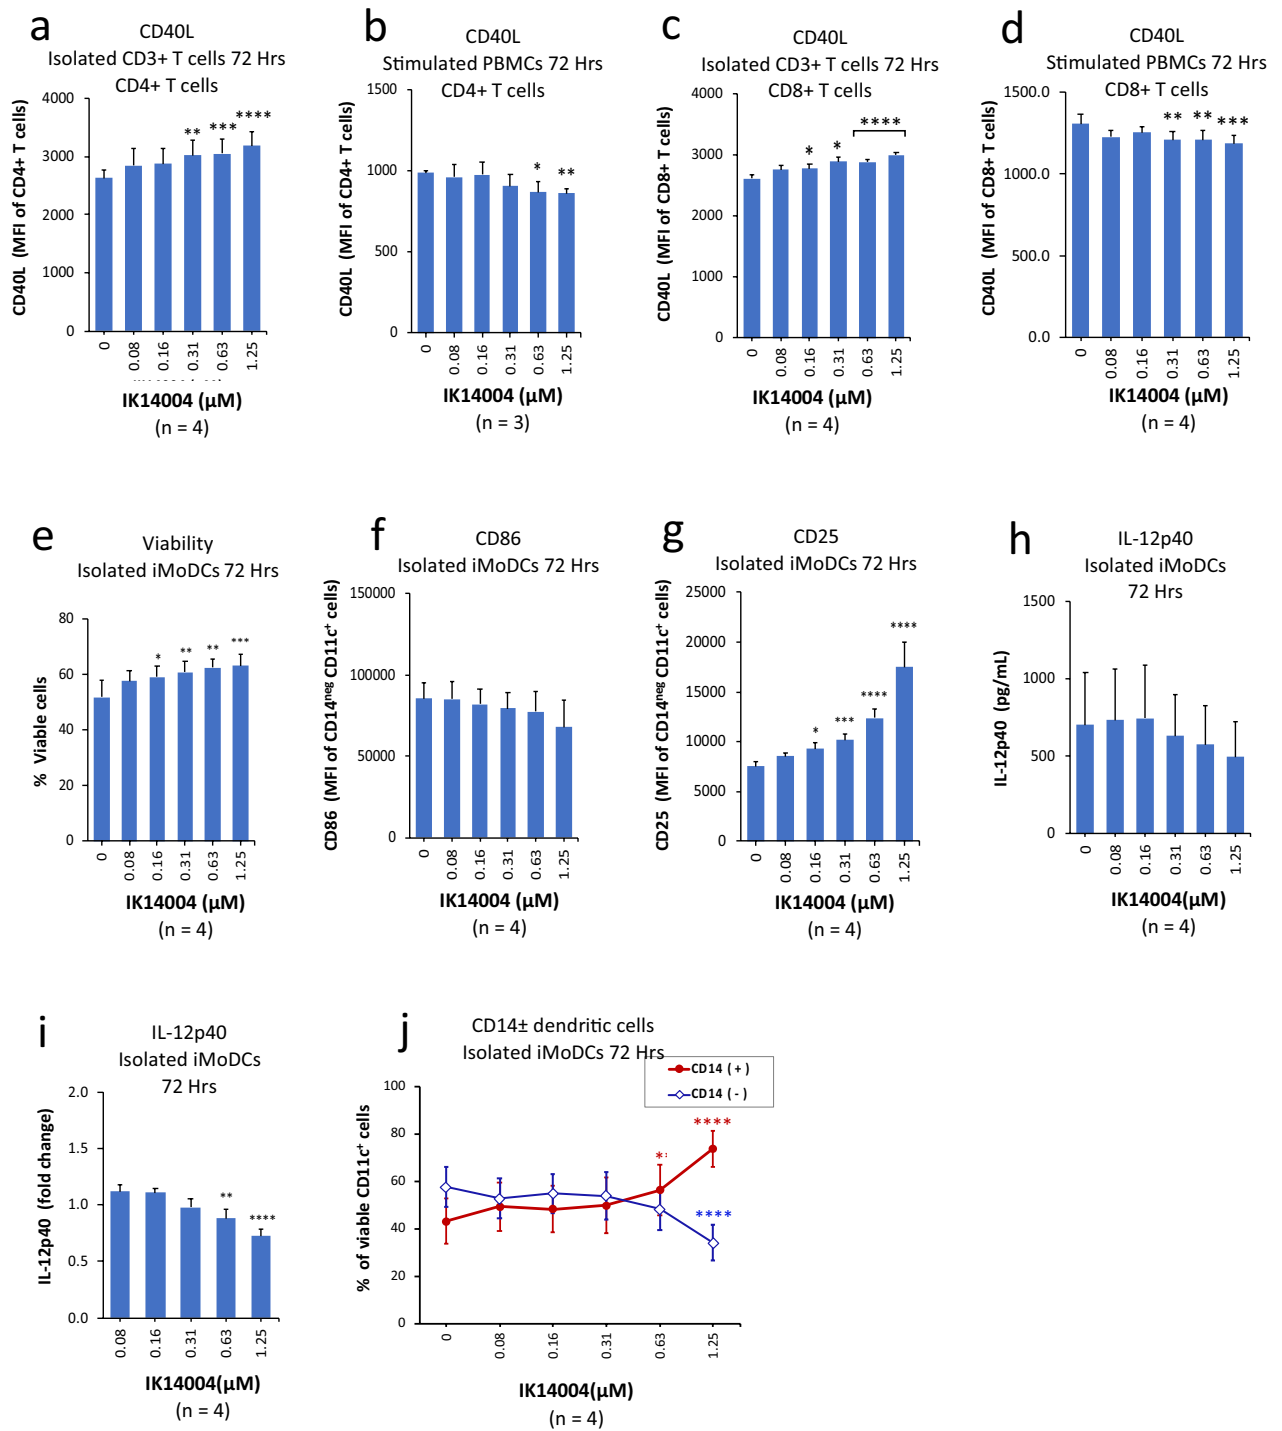 a
CD40L
Isolated CD3+ T cells 72 Hrs
CD4+ T cells
CD40L (MFI of CD4+ T cells)
4000
3000
2000
1000
0
** *** ****
0 0.08 0.16 0.31 0.63 1.25
IK14004 (µM)
(n = 4)
b
CD40L
Stimulated PBMCs 72 Hrs
CD4+ T cells
CD40L (MFI of CD4+ T cells)
1500
1000
500
0
* **
0 0.08 0.16 0.31 0.63 1.25
IK14004 (µM)
(n = 3)
c
CD40L
Isolated CD3+ T cells 72 Hrs
CD8+ T cells
CD40L (MFI of CD8+ T cells)
4000
3000
2000
1000
0
* * ****
0 0.08 0.16 0.31 0.63 1.25
IK14004 (µM)
(n = 4)
d
CD40L
Stimulated PBMCs 72 Hrs
CD8+ T cells
CD40L (MFI of CD8+ T cells)
1500.0
1000.0
500.0
0.0
** ** ***
0 0.08 0.16 0.31 0.63 1.25
IK14004 (µM)
(n = 4)
e
Viability
Isolated iMoDCs 72 Hrs
% Viable cells
80
60
40
20
0
* ** ** ***
0 0.08 0.16 0.31 0.63 1.25
IK14004 (µM)
(n = 4)
f
CD86
Isolated iMoDCs 72 Hrs
CD86 (MFI of CD14neg CD11c+ cells)
150000
100000
50000
0
0 0.08 0.16 0.31 0.63 1.25
IK14004 (µM)
(n = 4)
g
CD25
Isolated iMoDCs 72 Hrs
CD25 (MFI of CD14neg CD11c+ cells)
25000
20000
15000
10000
5000
0
* *** **** ****
0 0.08 0.16 0.31 0.63 1.25
IK14004 (µM)
(n = 4)
h
IL-12p40
Isolated iMoDCs
72 Hrs
IL-12p40 (pg/mL)
1500
1000
500
0
0 0.08 0.16 0.31 0.63 1.25
IK14004(µM)
(n = 4)
i
IL-12p40
Isolated iMoDCs
72 Hrs
IL-12p40 (fold change)
2.0
1.5
1.0
0.5
0.0
** ****
0.08 0.16 0.31 0.63 1.25
IK14004(µM)
(n = 4)
j
CD14± dendritic cells
Isolated iMoDCs 72 Hrs
CD14 (+)
CD14 (-)
% of viable CD11c+ cells
100
80
60
40
20
0
* ****
****
0 0.08 0.16 0.31 0.63 1.25
IK14004(µM)
(n = 4)